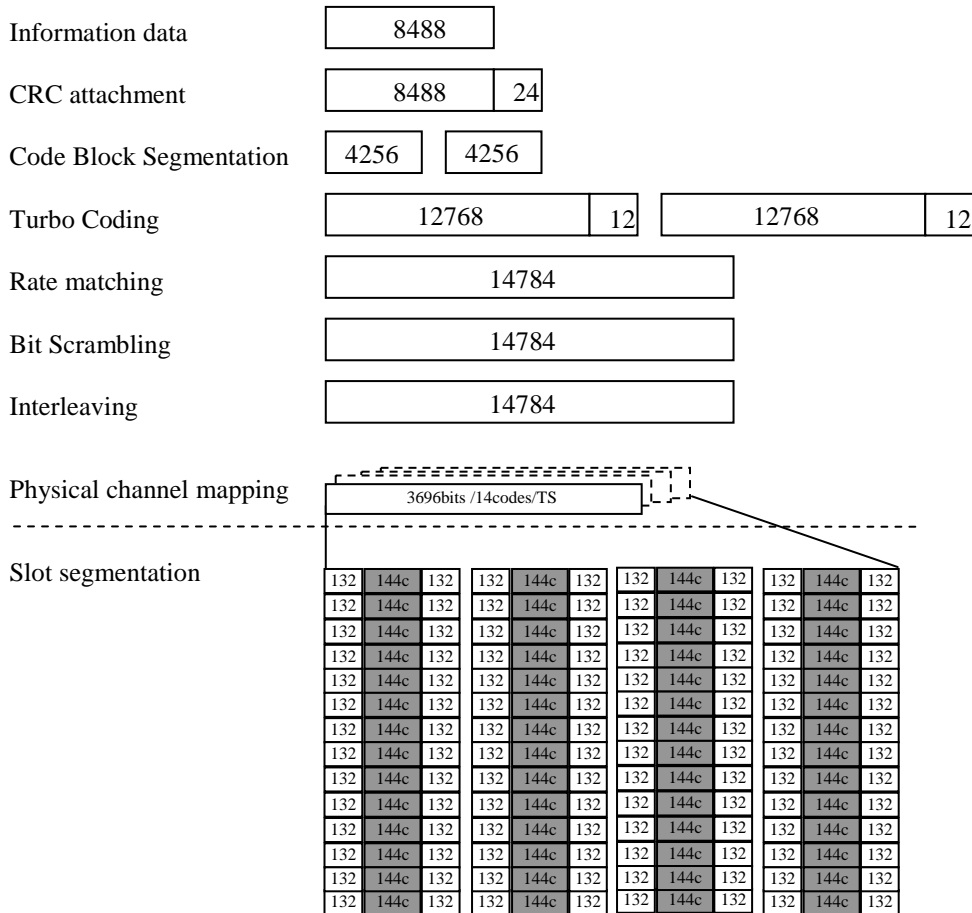 Information data 8488
CRC attachment 8488 24
Code Block Segmentation 4256 4256
Turbo Coding 12768 12 12768 12
Rate matching 14784
Bit Scrambling 14784
Interleaving 14784
Physical channel mapping 3696bits /14codes/TS
Slot segmentation
132 144c 132 132 144c 132 132 144c 132 132 144c 132
132 144c 132 132 144c 132 132 144c 132 132 144c 132
132 144c 132 132 144c 132 132 144c 132 132 144c 132
132 144c 132 132 144c 132 132 144c 132 132 144c 132
132 144c 132 132 144c 132 132 144c 132 132 144c 132
132 144c 132 132 144c 132 132 144c 132 132 144c 132
132 144c 132 132 144c 132 132 144c 132 132 144c 132
132 144c 132 132 144c 132 132 144c 132 132 144c 132
132 144c 132 132 144c 132 132 144c 132 132 144c 132
132 144c 132 132 144c 132 132 144c 132 132 144c 132
132 144c 132 132 144c 132 132 144c 132 132 144c 132
132 144c 132 132 144c 132 132 144c 132 132 144c 132
132 144c 132 132 144c 132 132 144c 132 132 144c 132
132 144c 132 132 144c 132 132 144c 132 132 144c 132